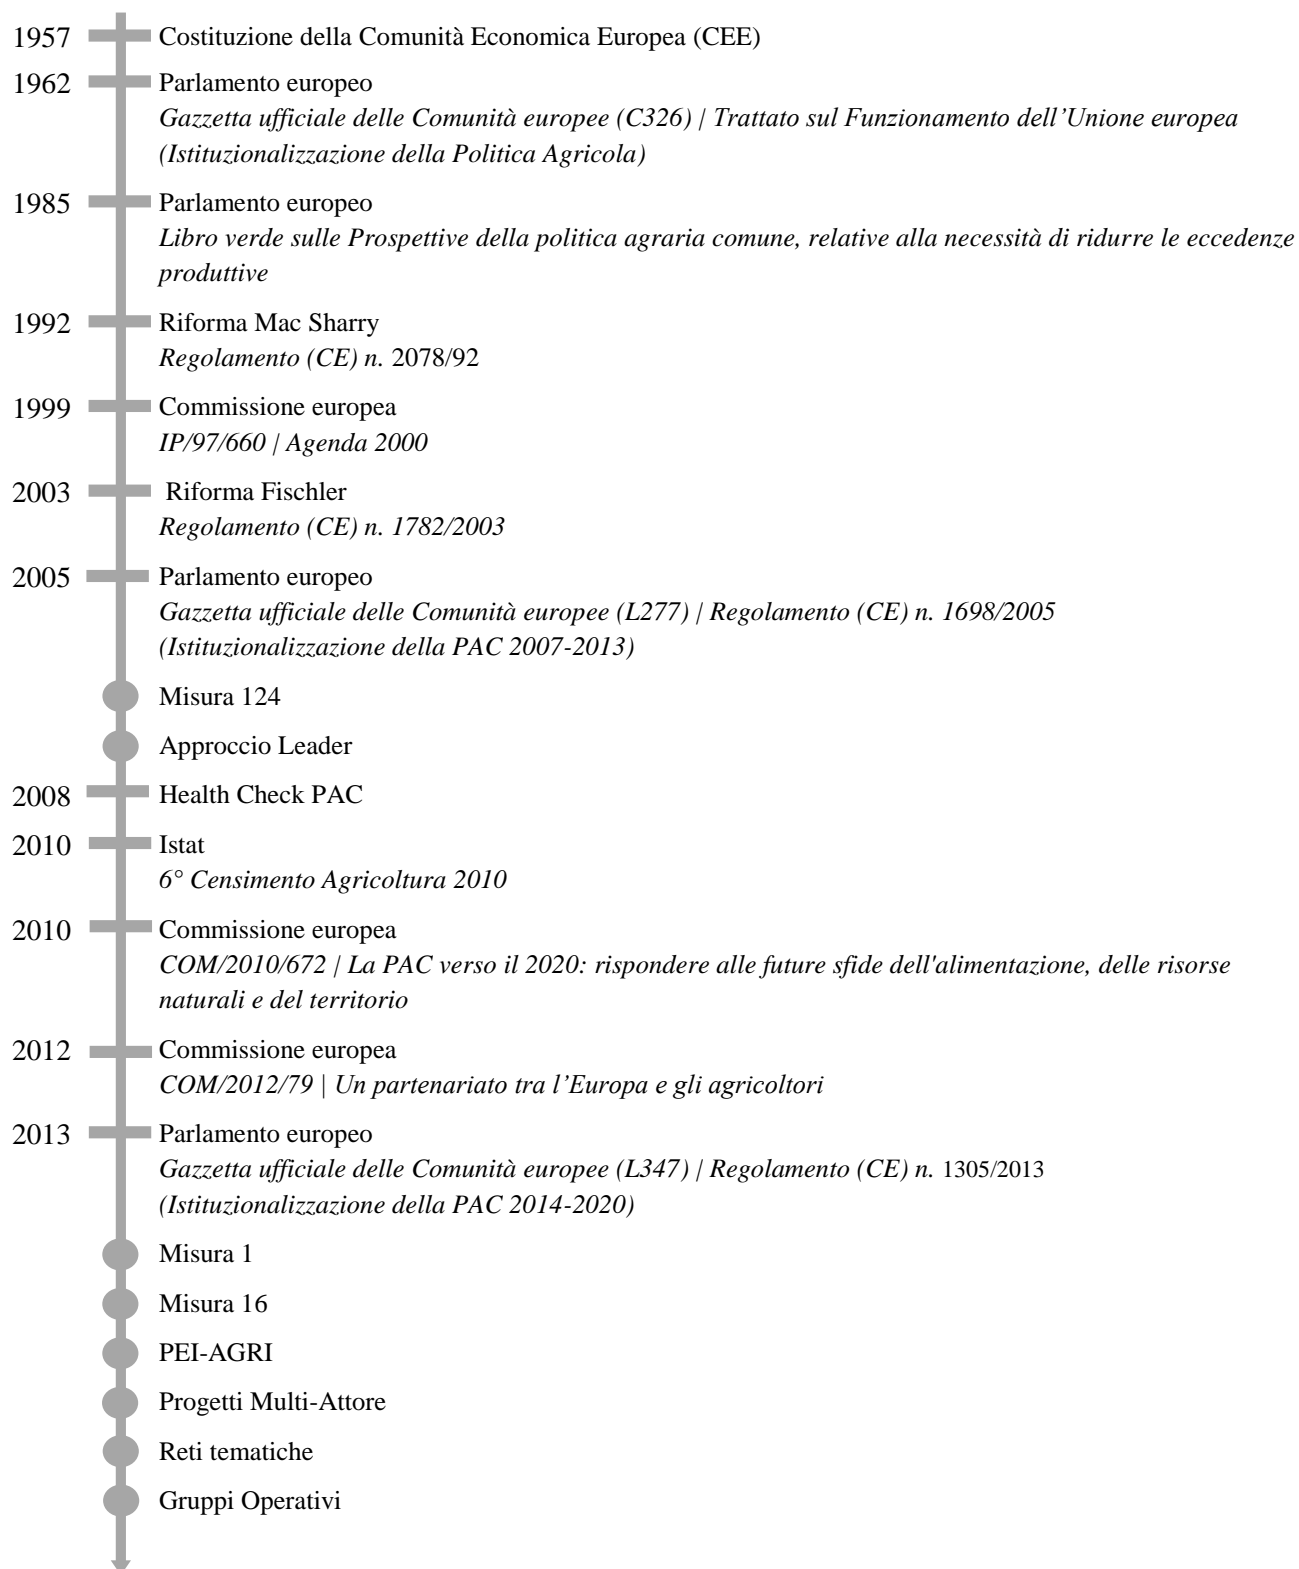 1957 Costituzione della Comunità Economica Europea (CEE)
1962 Parlamento europeo
Gazzetta ufficiale delle Comunità europee (C326) | Trattato sul Funzionamento dell’Unione europea
(Istituzionalizzazione della Politica Agricola)
1985 Parlamento europeo
Libro verde sulle Prospettive della politica agraria comune, relative alla necessità di ridurre le eccedenze
produttive
1992 Riforma Mac Sharry
Regolamento (CE) n. 2078/92
1999 Commissione europea
IP/97/660 | Agenda 2000
2003 Riforma Fischler
Regolamento (CE) n. 1782/2003
2005 Parlamento europeo
Gazzetta ufficiale delle Comunità europee (L277) | Regolamento (CE) n. 1698/2005
(Istituzionalizzazione della PAC 2007-2013)
Misura 124
Approccio Leader
2008 Health Check PAC
2010 Istat
6° Censimento Agricoltura 2010
2010 Commissione europea
COM/2010/672 | La PAC verso il 2020: rispondere alle future sfide dell'alimentazione, delle risorse
naturali e del territorio
2012 Commissione europea
COM/2012/79 | Un partenariato tra l’Europa e gli agricoltori
2013 Parlamento europeo
Gazzetta ufficiale delle Comunità europee (L347) | Regolamento (CE) n. 1305/2013
(Istituzionalizzazione della PAC 2014-2020)
Misura 1
Misura 16
PEI-AGRI
Progetti Multi-Attore
Reti tematiche
Gruppi Operativi